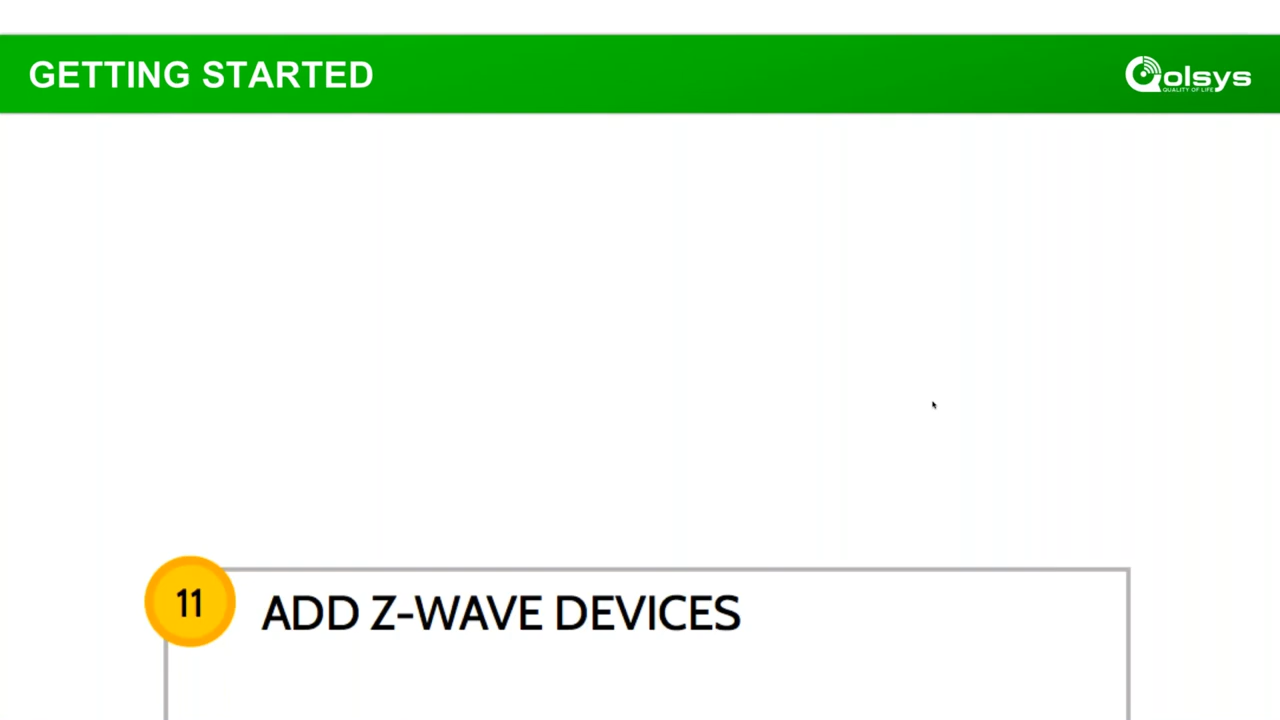 GETTING STARTED
Qolsys
QUALITY OF LIFE
11
ADD Z-WAVE DEVICES